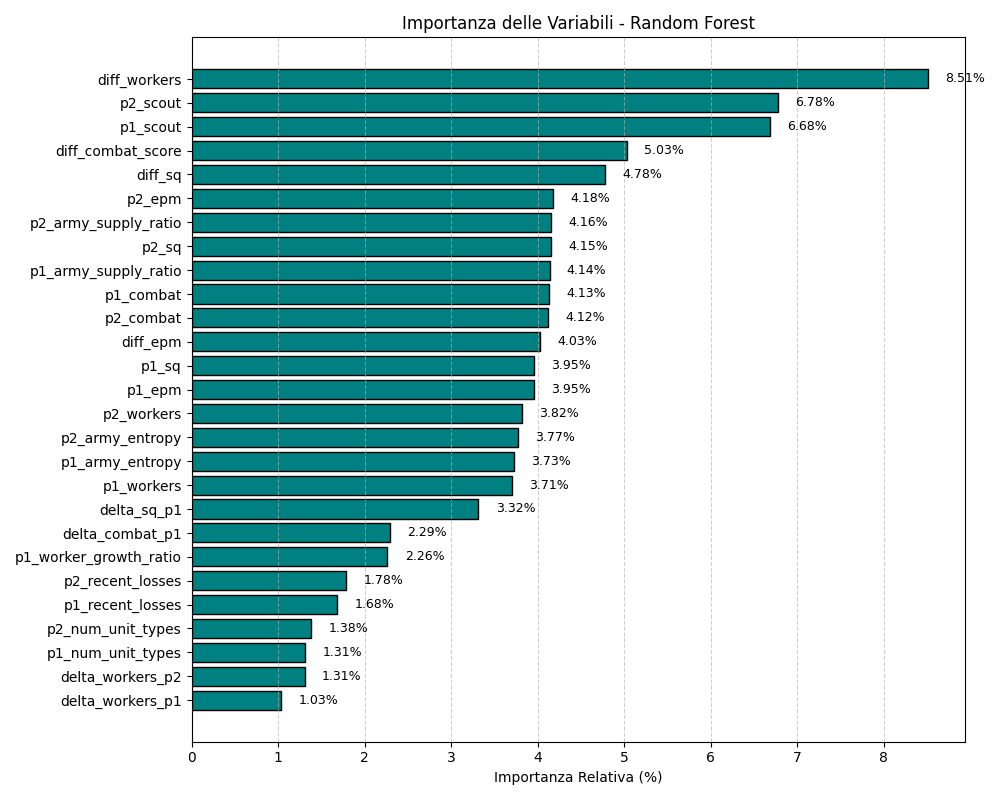 Importanza delle Variabili - Random Forest
diff_workers 8.51%
p2_scout 6.78%
p1_scout 6.68%
diff_combat_score 5.03%
diff_sq 4.78%
p2_epm 4.18%
p2_army_supply_ratio 4.16%
p2_sq 4.15%
p1_army_supply_ratio 4.14%
p1_combat 4.13%
p2_combat 4.12%
diff_epm 4.03%
p1_sq 3.95%
p1_epm 3.95%
p2_workers 3.82%
p2_army_entropy 3.77%
p1_army_entropy 3.73%
p1_workers 3.71%
delta_sq_p1 3.32%
delta_combat_p1 2.29%
p1_worker_growth_ratio 2.26%
p2_recent_losses 1.78%
p1_recent_losses 1.68%
p2_num_unit_types 1.38%
p1_num_unit_types 1.31%
delta_workers_p2 1.31%
delta_workers_p1 1.03%
0 1 2 3 4 5 6 7 8
Importanza Relativa (%)